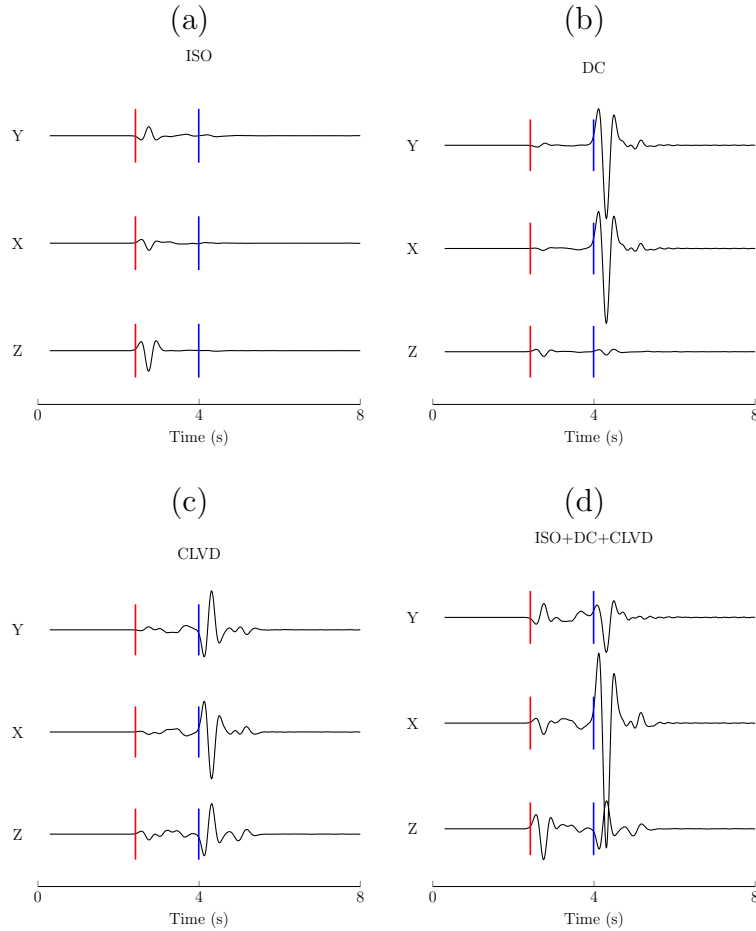 (a)
ISO
Y
X
Z
0 4 8
Time (s)
(b)
DC
Y
X
Z
0 4 8
Time (s)
(c)
CLVD
Y
X
Z
0 4 8
Time (s)
(d)
ISO+DC+CLVD
Y
X
Z
0 4 8
Time (s)